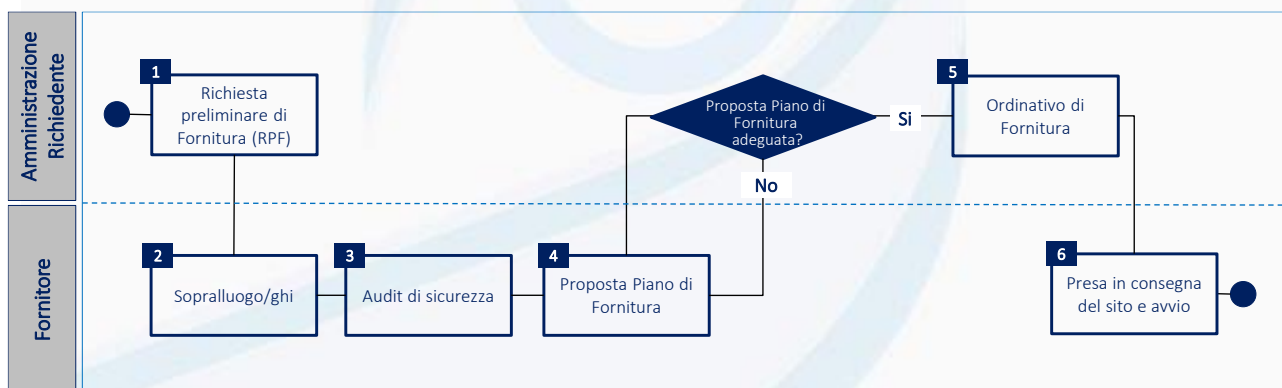 Amministrazione
Richiedente
1
Richiesta
preliminare di
Fornitura (RPF)
Proposta Piano di
Fornitura
adeguata?
Si
No
5
Ordinativo di
Fornitura
Fornitore
2
Sopralluogo/ghi
3
Audit di sicurezza
4
Proposta Piano di
Fornitura
6
Presa in consegna
del sito e avvio